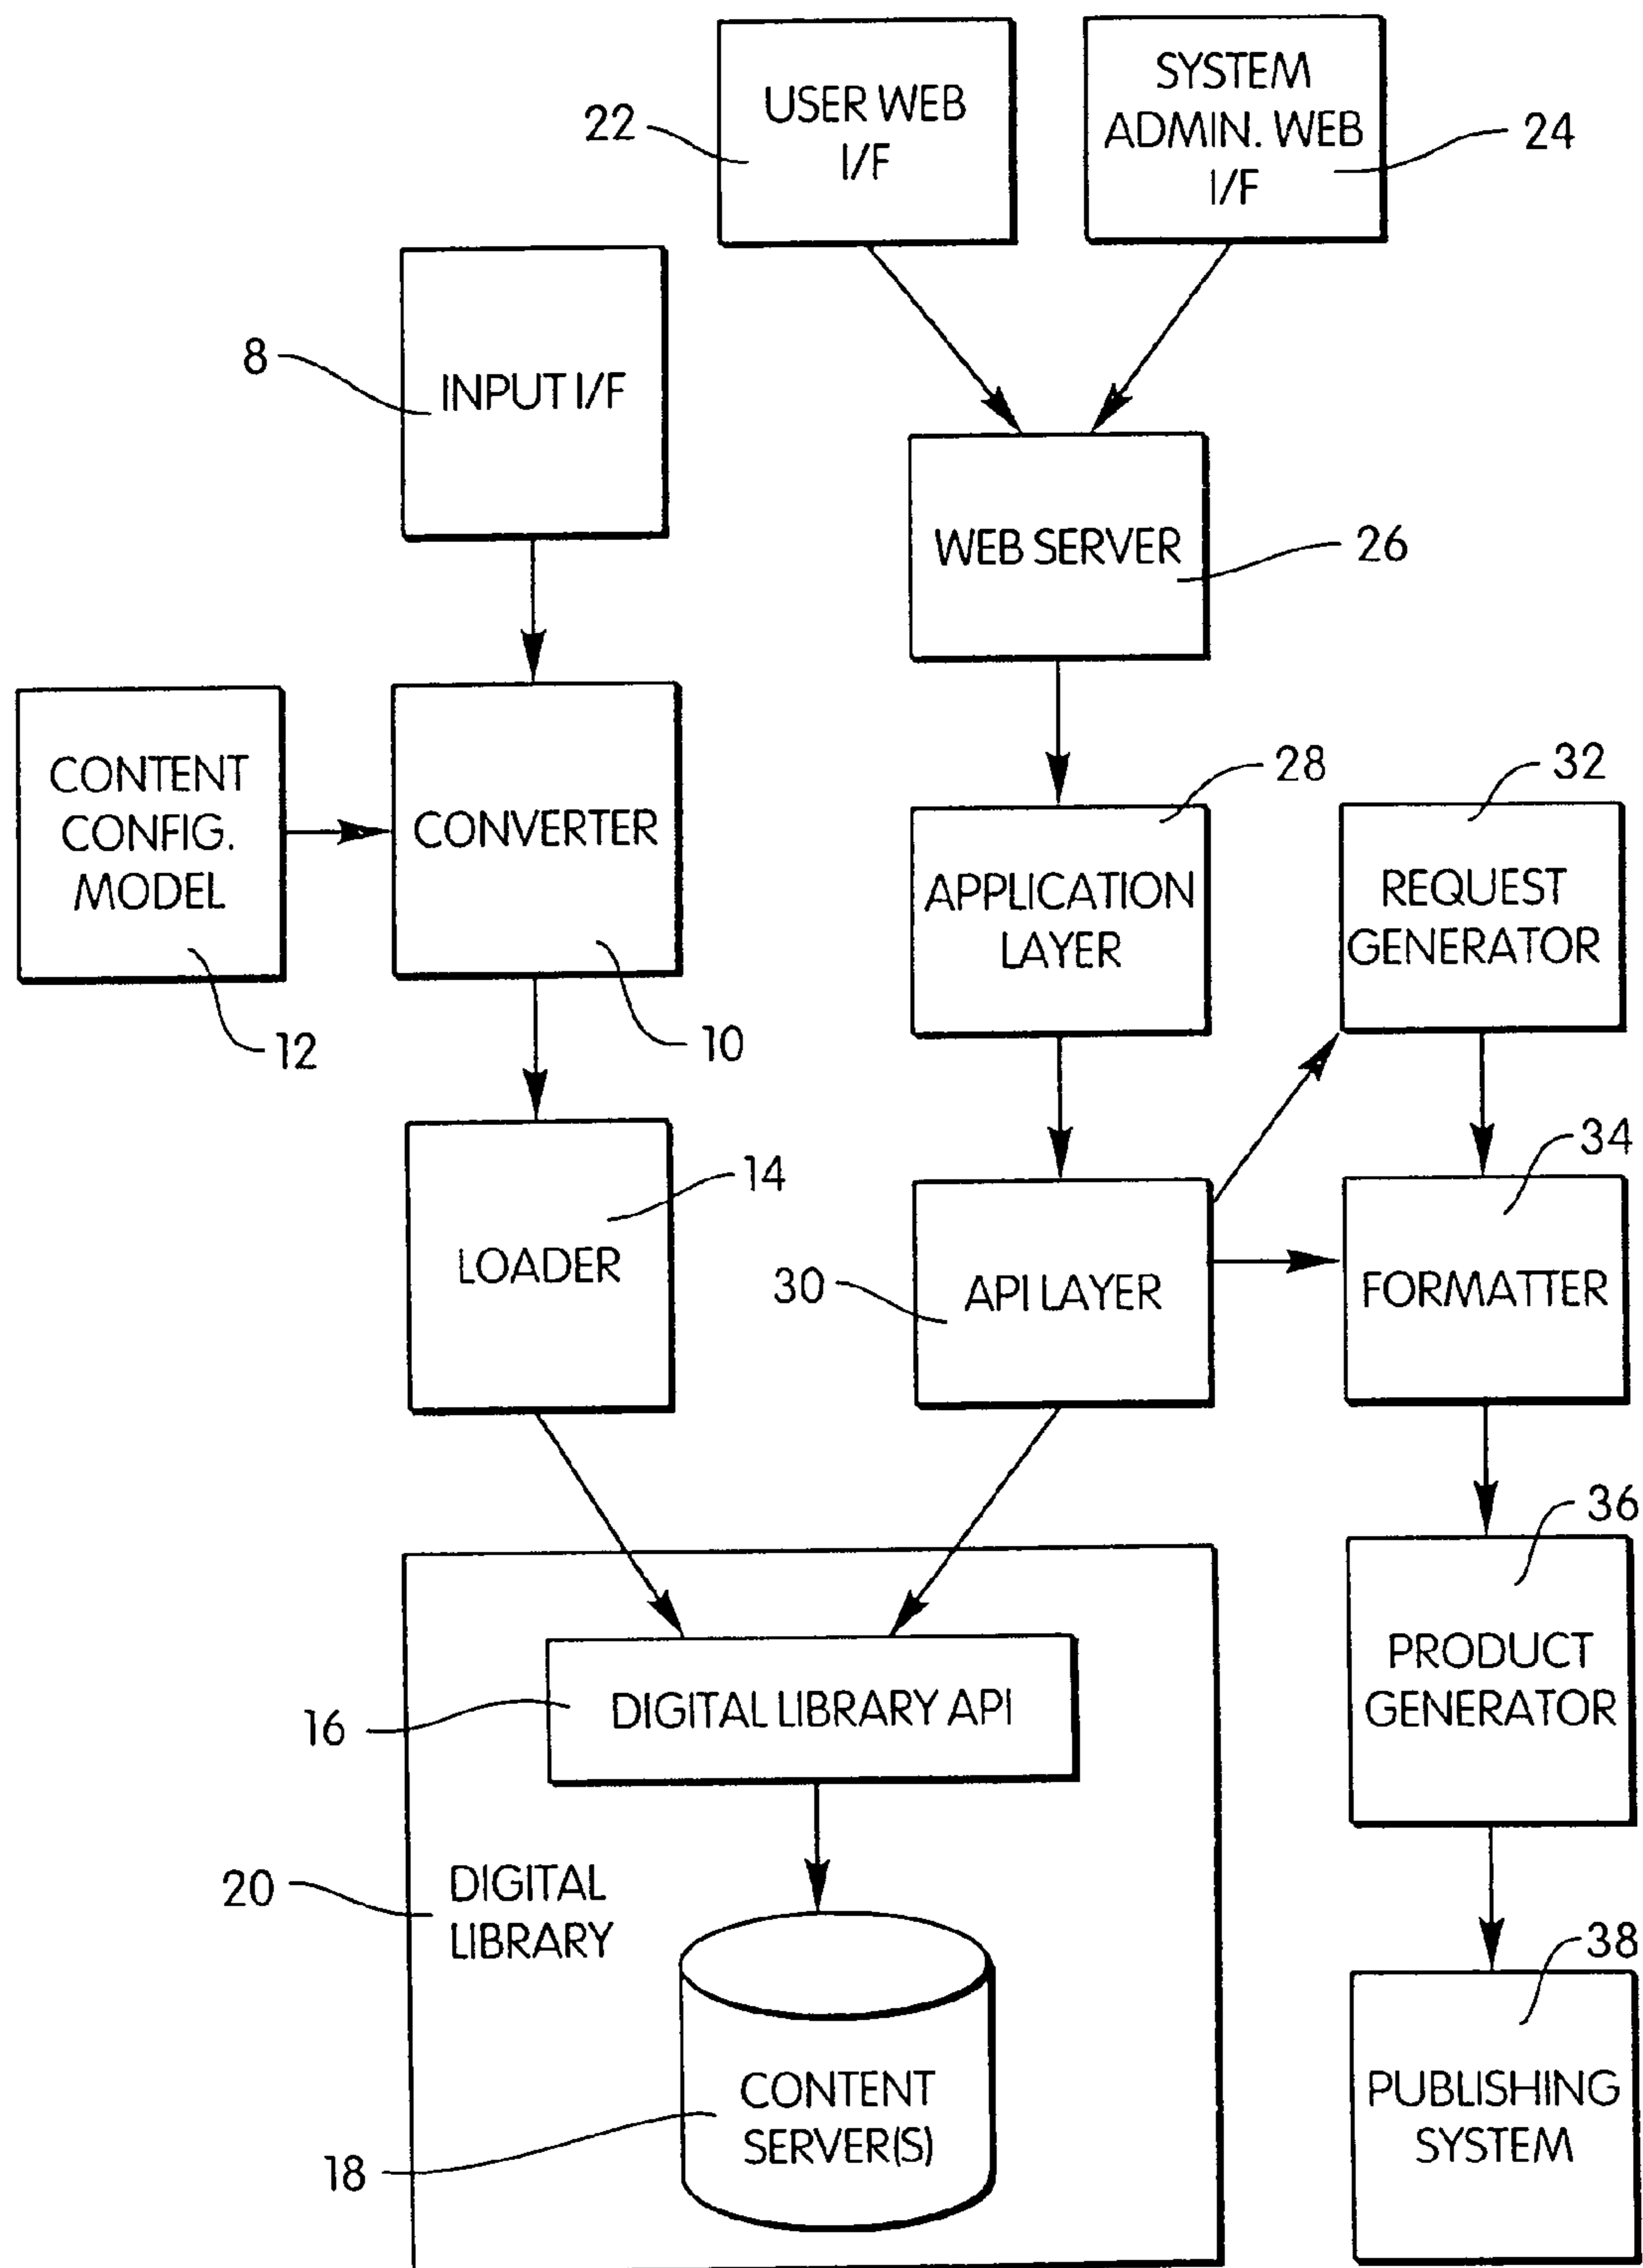 22
USER WEB
I/F
SYSTEM
ADMIN. WEB
I/F
24
8
INPUT I/F
WEB SERVER
26
CONTENT
CONFIG.
MODEL
12
CONVERTER
10
28
APPLICATION
LAYER
32
REQUEST
GENERATOR
14
LOADER
30
API LAYER
34
FORMATTER
36
PRODUCT
GENERATOR
16
DIGITAL LIBRARY API
20
DIGITAL
LIBRARY
18
CONTENT
SERVER(S)
38
PUBLISHING
SYSTEM